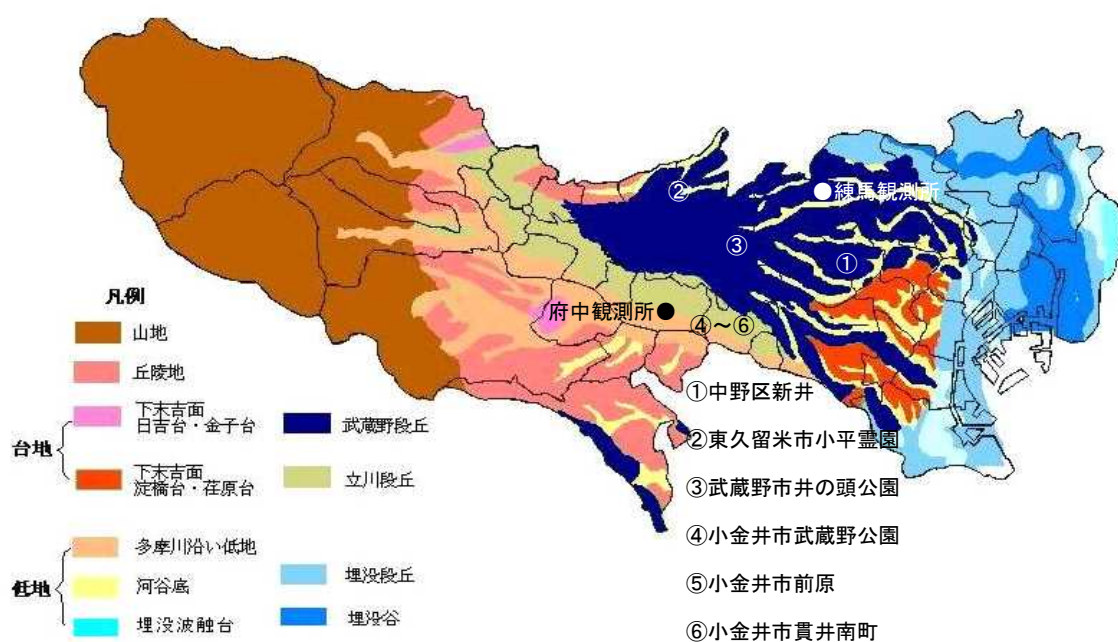 ②
●練馬観測所
③
①
府中観測所●
④～⑥
凡例
山地
丘陵地
台地
下末吉面
日吉台・金子台
武蔵野段丘
下末吉面
淀橋台・荏原台
立川段丘
低地
多摩川沿い低地
河谷底
埋没段丘
埋没波触台
埋没谷
①中野区新井
②東久留米市小平霊園
③武蔵野市井の頭公園
④小金井市武蔵野公園
⑤小金井市前原
⑥小金井市貫井南町